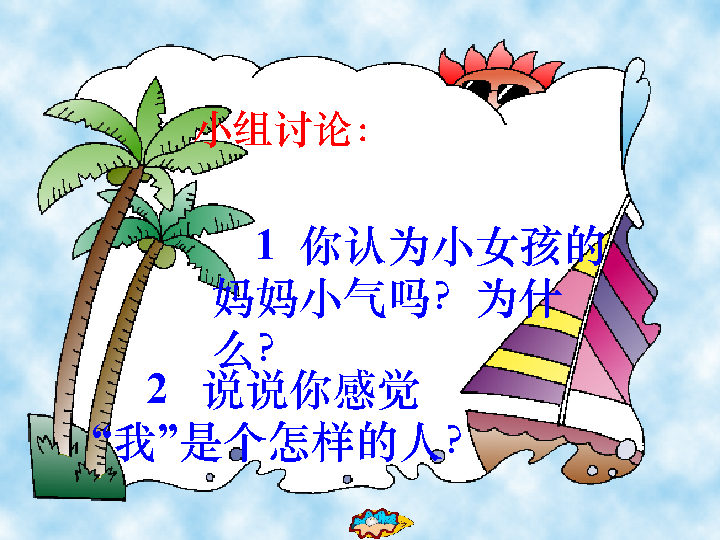 小组讨论：
1 你认为小女孩的
妈妈小气吗？为什
么？
2 说说你感觉
“我”是个怎样的人？